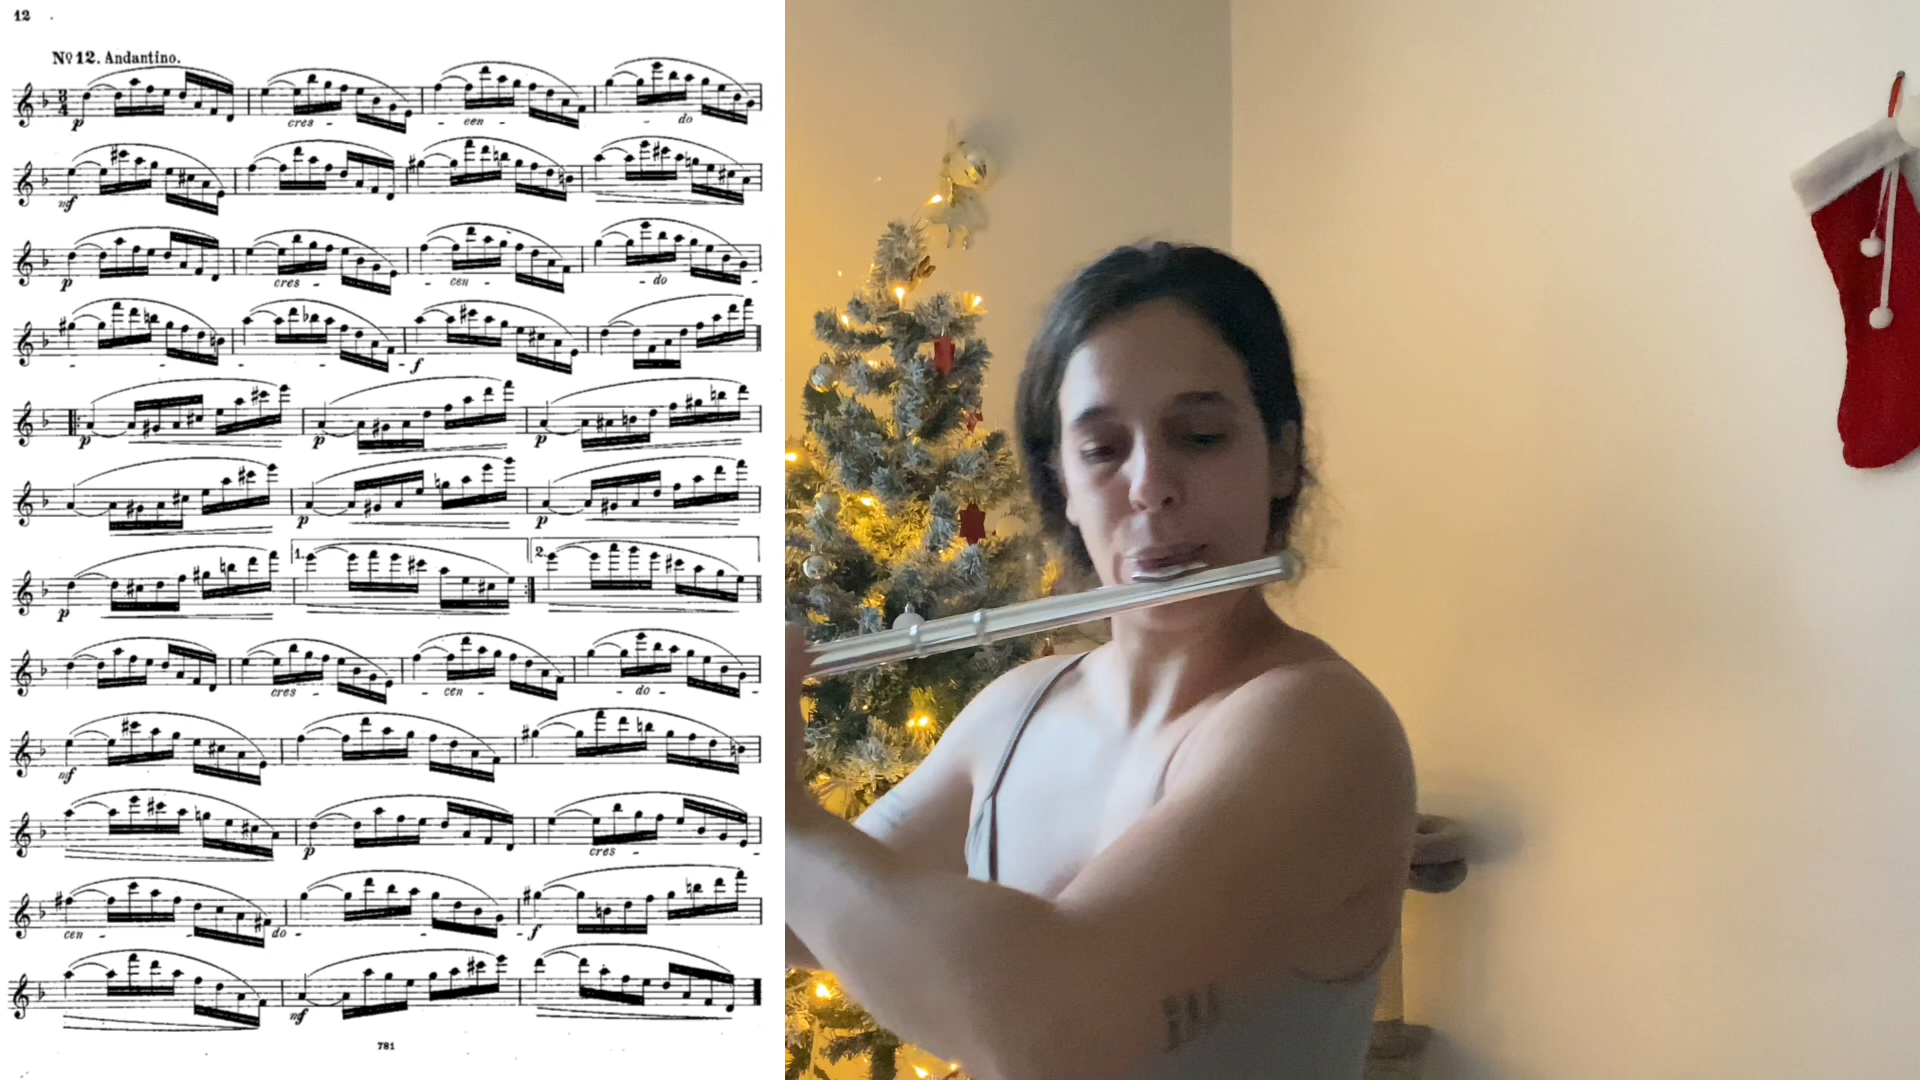 12
Nº 12. Andantino.
p cres - - cen - - do
mf
p cres - - cen - - do
- - - - f
p p p
p p
p 1. 2.
cres - - cen - - do -
mf
p cres - -
cen - - do - - - f
mf
781